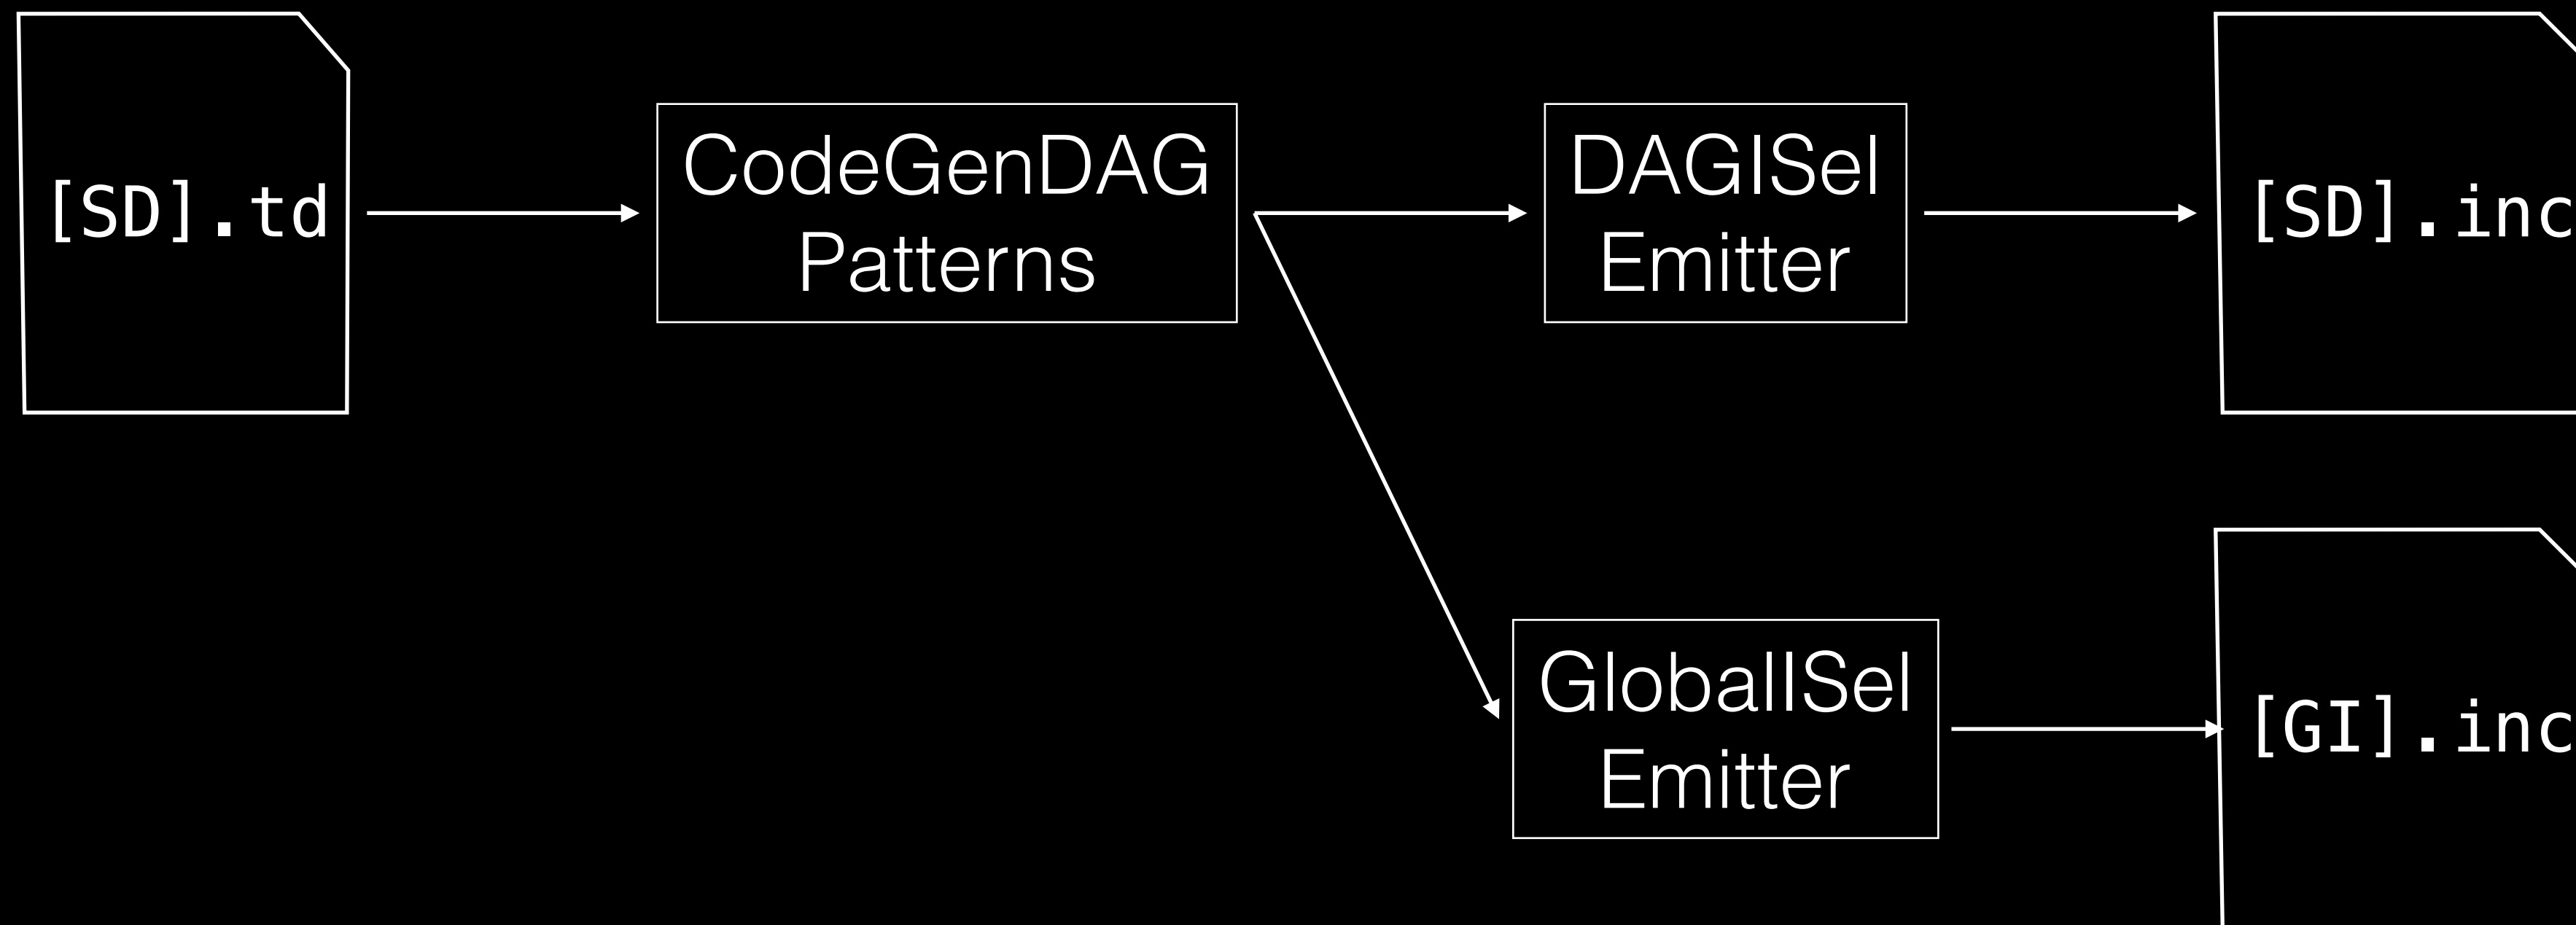 [SD].td
CodeGenDAG
Patterns
DAGISel
Emitter
[SD].inc
GlobalISel
Emitter
[GI].inc